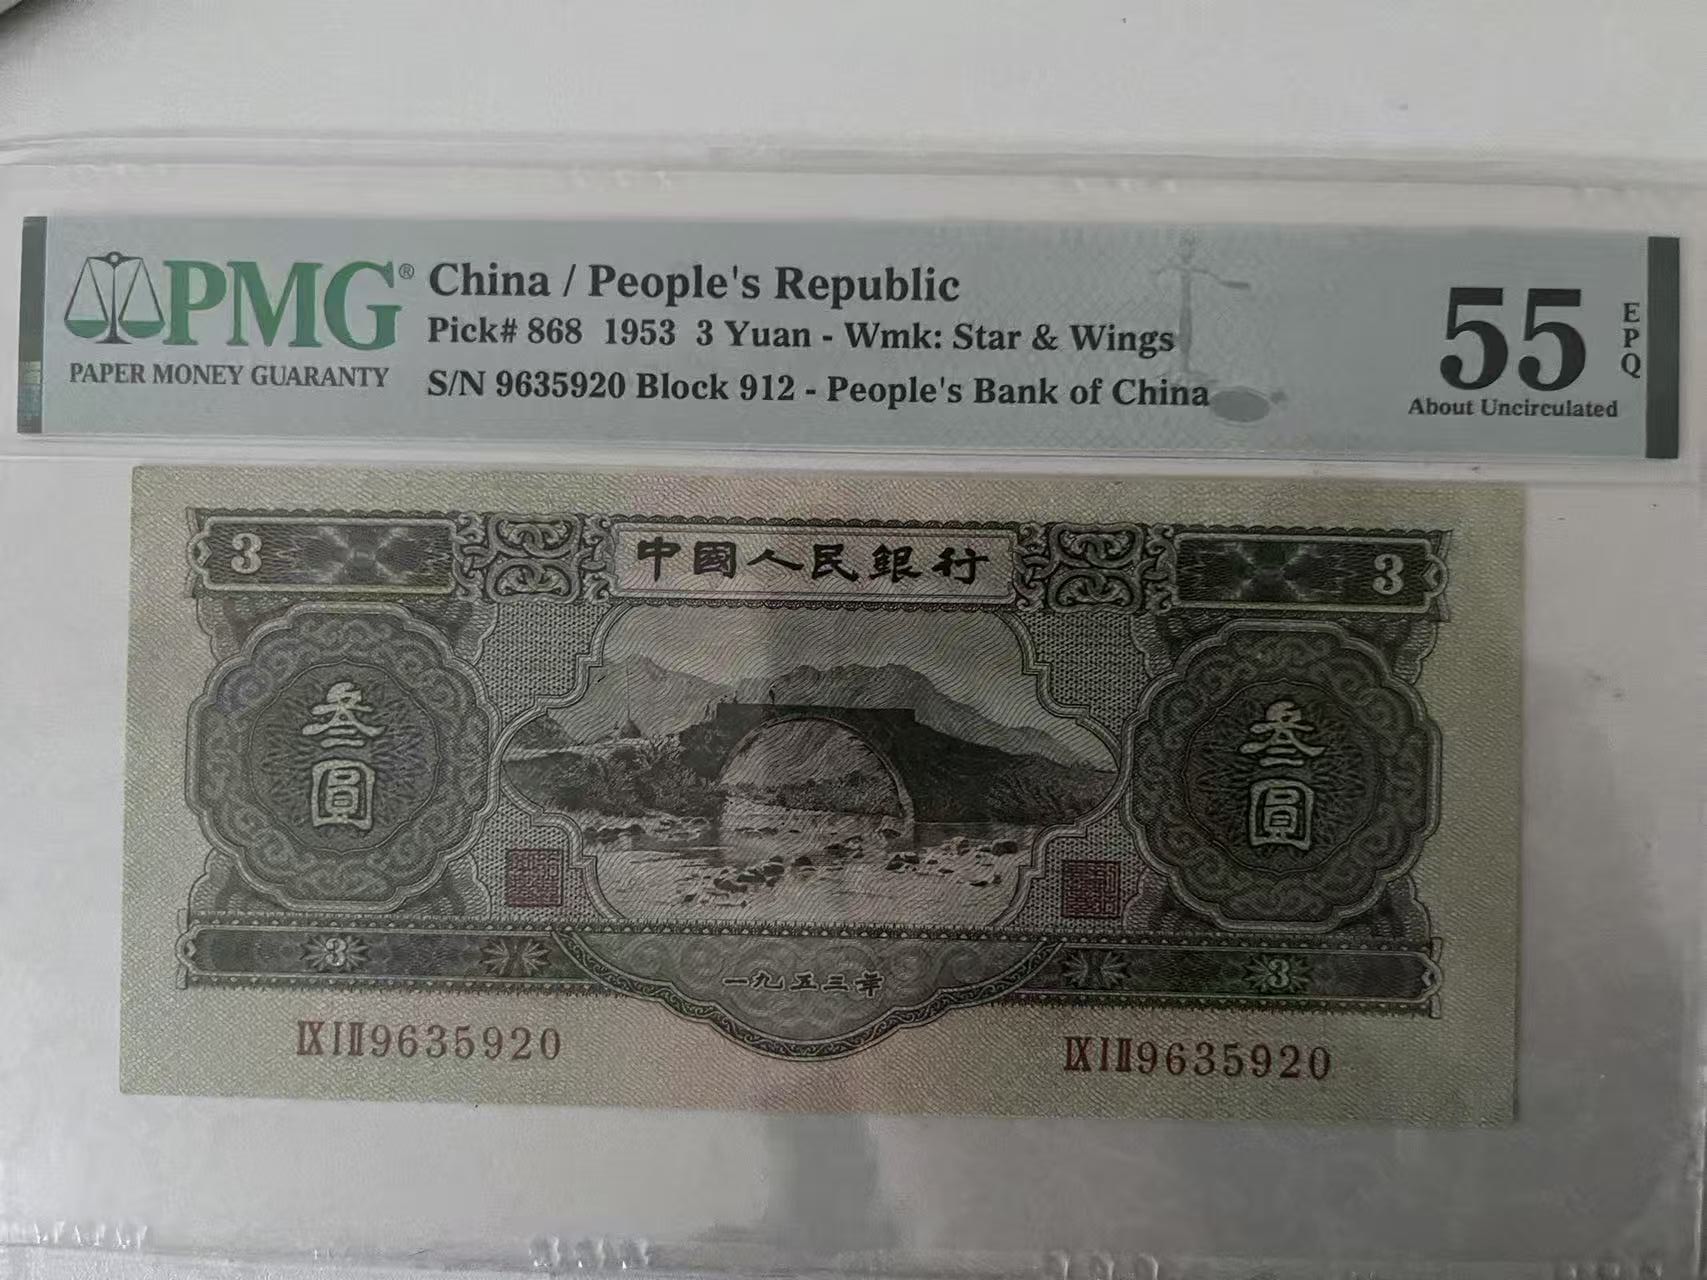 PMG®
PAPER MONEY GUARANTY
China / People's Republic
Pick# 868 1953 3 Yuan - Wmk: Star & Wings
S/N 9635920 Block 912 - People's Bank of China
55
EPQ
About Uncirculated
3 中國人民銀行 3
叁圓 叁圓
3 一九五三年 3
ⅨⅠⅡ9635920 ⅨⅠⅡ9635920